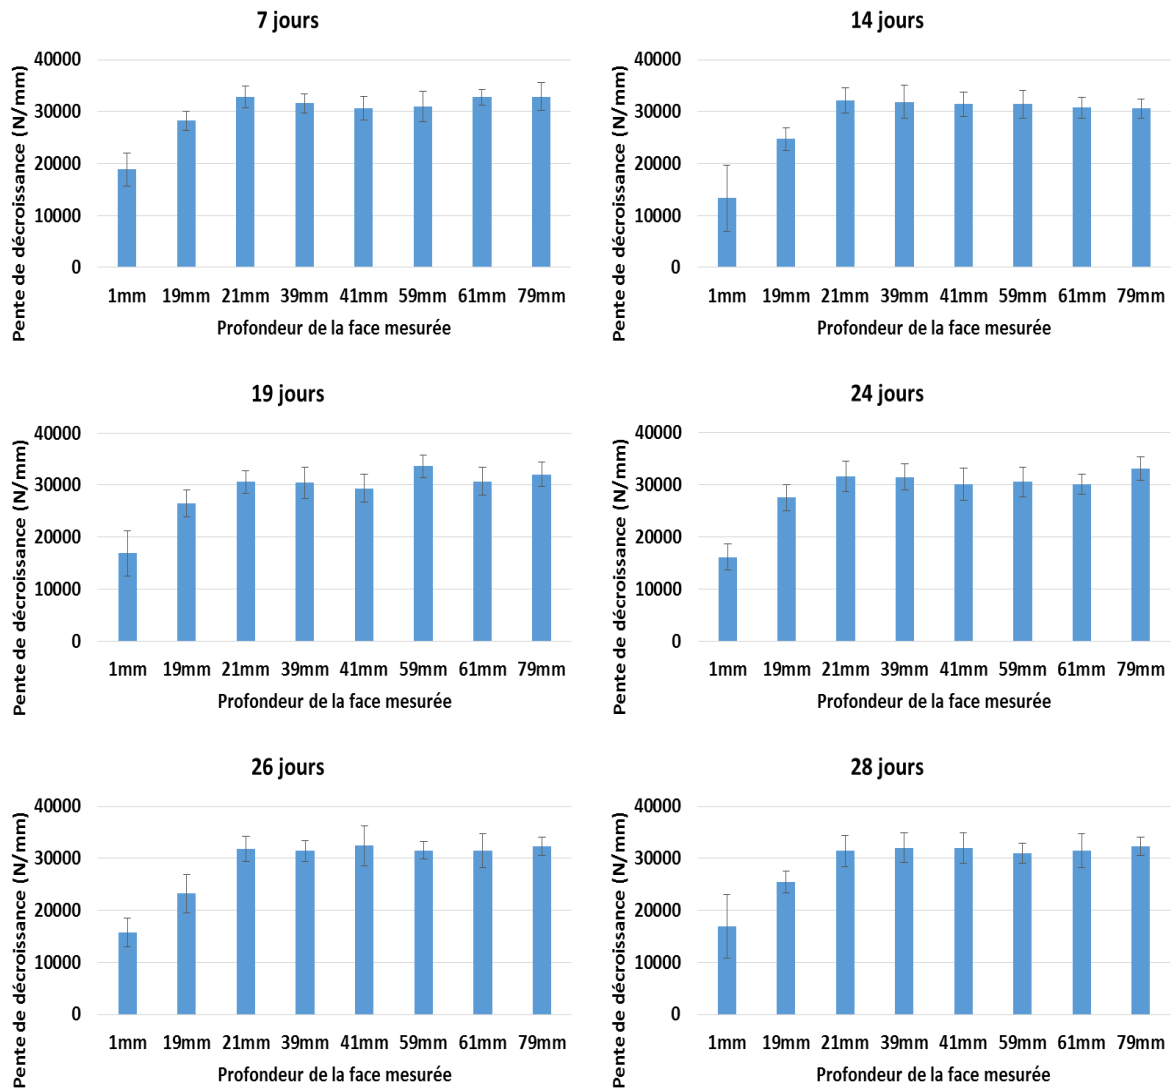 7 jours
Pente de décroissance (N/mm)
40000
30000
20000
10000
0
1mm 19mm 21mm 39mm 41mm 59mm 61mm 79mm
Profondeur de la face mesurée
14 jours
Pente de décroissance (N/mm)
40000
30000
20000
10000
0
1mm 19mm 21mm 39mm 41mm 59mm 61mm 79mm
Profondeur de la face mesurée
19 jours
Pente de décroissance (N/mm)
40000
30000
20000
10000
0
1mm 19mm 21mm 39mm 41mm 59mm 61mm 79mm
Profondeur de la face mesurée
24 jours
Pente de décroissance (N/mm)
40000
30000
20000
10000
0
1mm 19mm 21mm 39mm 41mm 59mm 61mm 79mm
Profondeur de la face mesurée
26 jours
Pente de décroissance (N/mm)
40000
30000
20000
10000
0
1mm 19mm 21mm 39mm 41mm 59mm 61mm 79mm
Profondeur de la face mesurée
28 jours
Pente de décroissance (N/mm)
40000
30000
20000
10000
0
1mm 19mm 21mm 39mm 41mm 59mm 61mm 79mm
Profondeur de la face mesurée